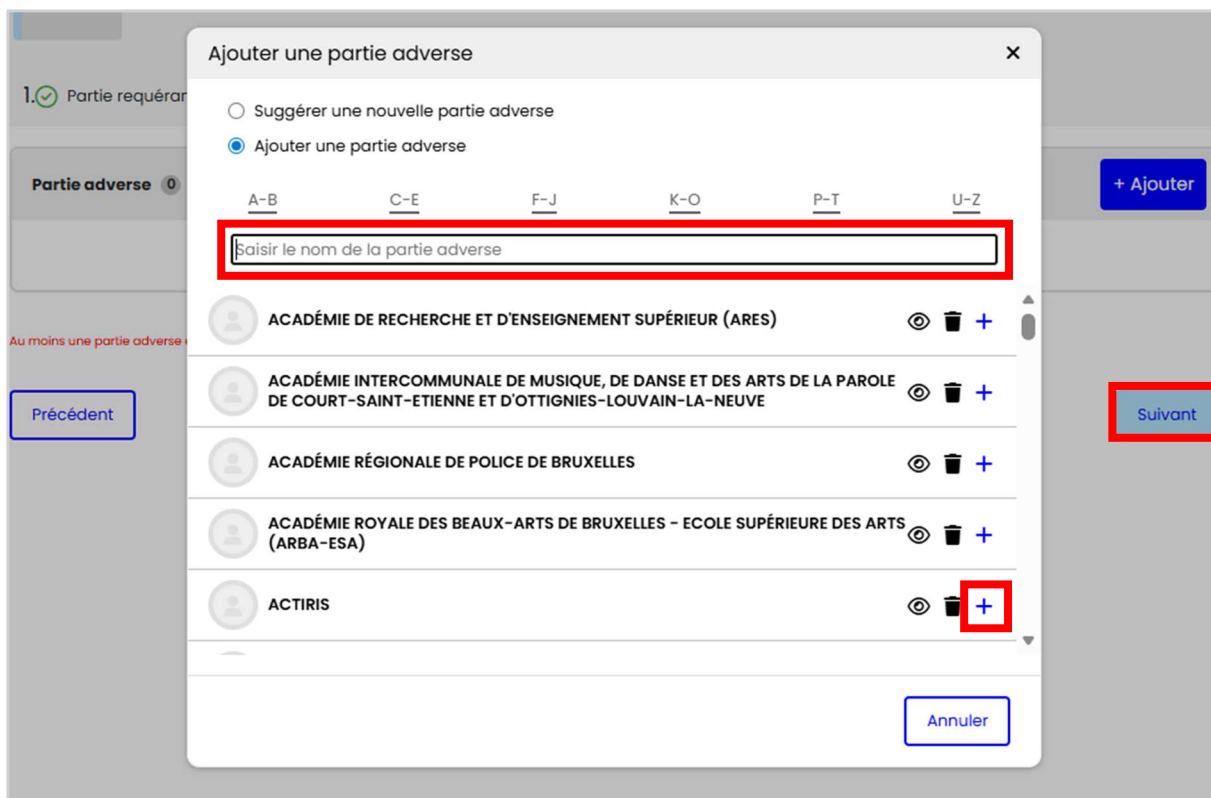 Ajouter une partie adverse
1. Partie requérar
Suggérer une nouvelle partie adverse
Ajouter une partie adverse
Partie adverse 0
+ Ajouter
A-B C-E F-J K-O P-T U-Z
Saisir le nom de la partie adverse
ACADÉMIE DE RECHERCHE ET D'ENSEIGNEMENT SUPÉRIEUR (ARES)
Au moins une partie adverse
ACADÉMIE INTERCOMMUNALE DE MUSIQUE, DE DANSE ET DES ARTS DE LA PAROLE
DE COURT-SAINT-ETIENNE ET D'OTTIGNIES-LOUVAIN-LA-NEUVE
Précédent
Suivant
ACADÉMIE RÉGIONALE DE POLICE DE BRUXELLES
ACADÉMIE ROYALE DES BEAUX-ARTS DE BRUXELLES - ECOLE SUPÉRIEURE DES ARTS
(ARBA-ESA)
ACTIRIS
Annuler